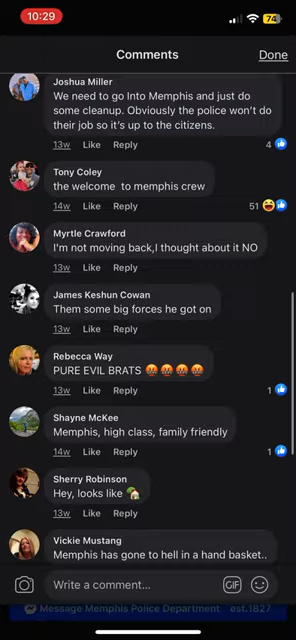 10:29
74
Comments
Done
Joshua Miller
We need to go Into Memphis and just do
some cleanup. Obviously the police won't do
their job so it's up to the citizens.
13w Like Reply 4
Tony Coley
the welcome to memphis crew
14w Like Reply 51
Myrtle Crawford
I'm not moving back,I thought about it NO
13w Like Reply
James Keshun Cowan
Them some big forces he got on
13w Like Reply
Rebecca Way
PURE EVIL BRATS 🤬🤬🤬🤬
13w Like Reply 1
Shayne McKee
Memphis, high class, family friendly
14w Like Reply 1
Sherry Robinson
Hey, looks like 🏡
13w Like Reply
Vickie Mustang
Memphis has gone to hell in a hand basket..
Write a comment...
GIF
Message Memphis Police Department est.1827